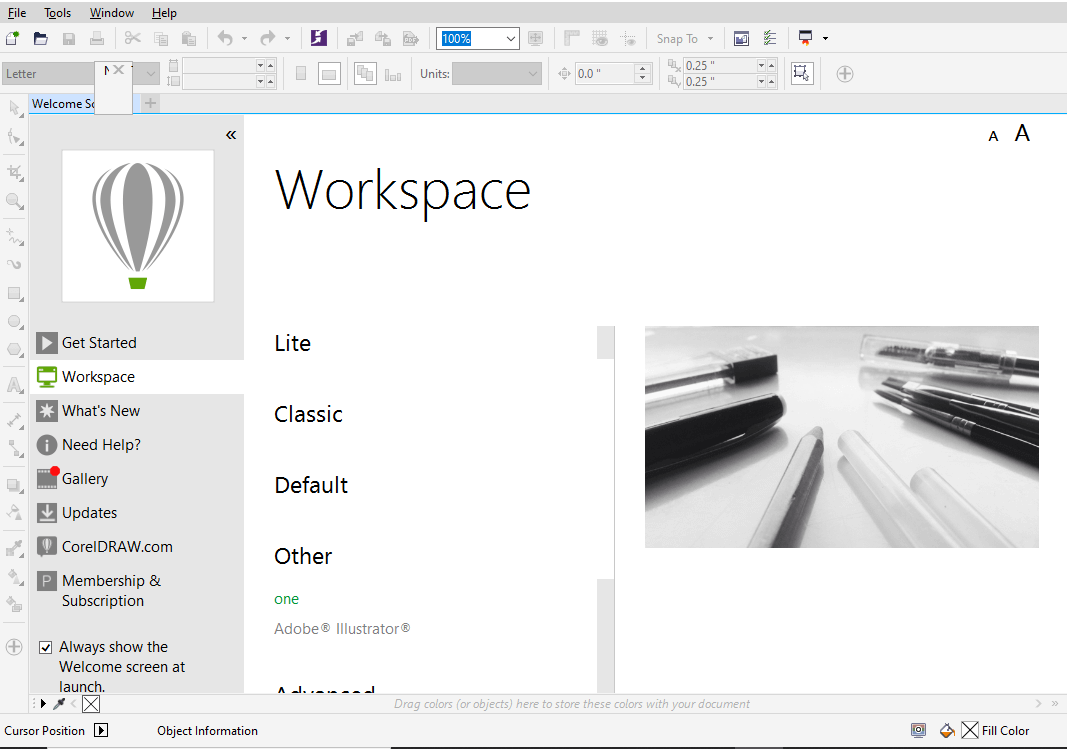 File Tools Window Help
100% Snap To
Letter Units: 0.0 " 0.25 "
0.25 "
Welcome Sc
«
A A
Workspace
Get Started
Workspace
What's New
Need Help?
Gallery
Updates
CorelDRAW.com
Membership &
Subscription
Always show the
Welcome screen at
launch.
Lite
Classic
Default
Other
one
Adobe® Illustrator®
Advanced
Drag colors (or objects) here to store these colors with your document
Cursor Position Object Information Fill Color